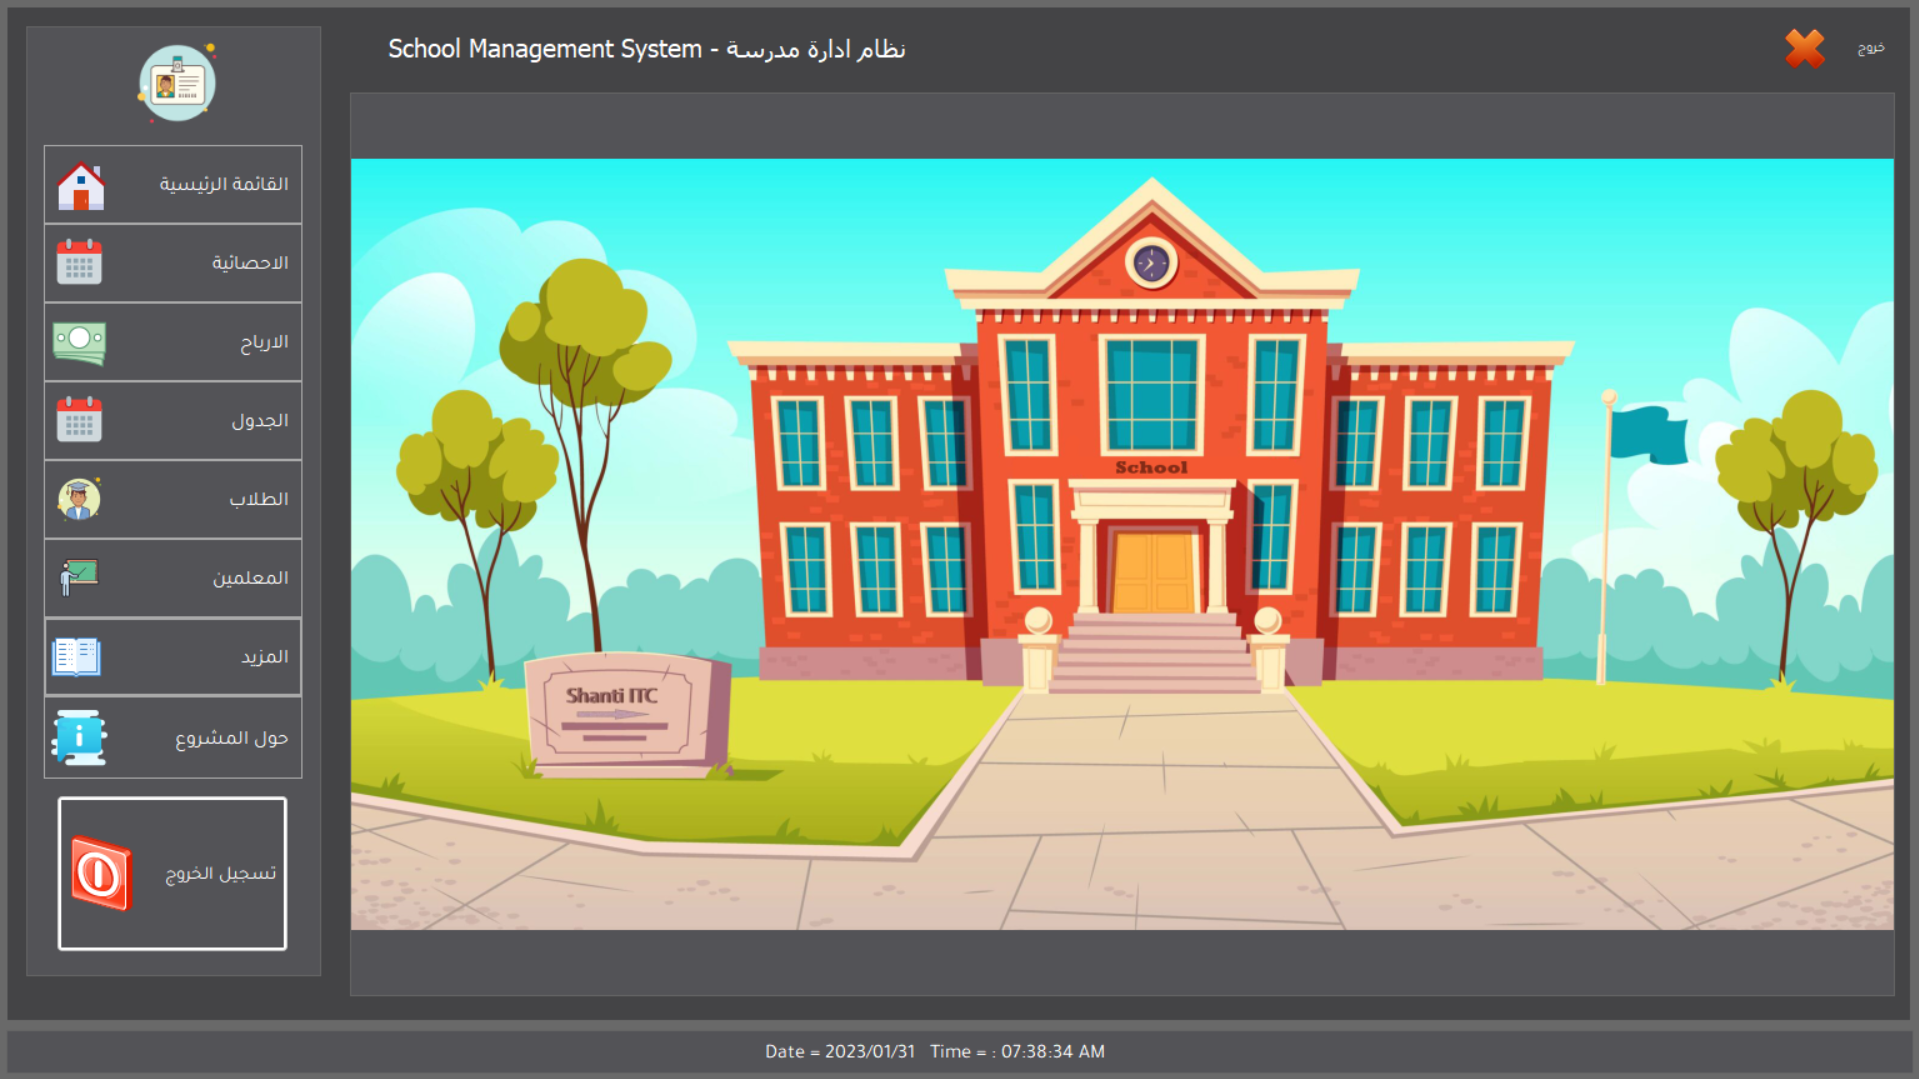 School Management System - نظام ادارة مدرسة
خروج
القائمة الرئيسية
الاحصائية
الارباح
الجدول
الطلاب
المعلمين
المزيد
حول المشروع
تسجيل الخروج
School
Shanti ITC
Date = 2023/01/31 Time = : 07:38:34 AM